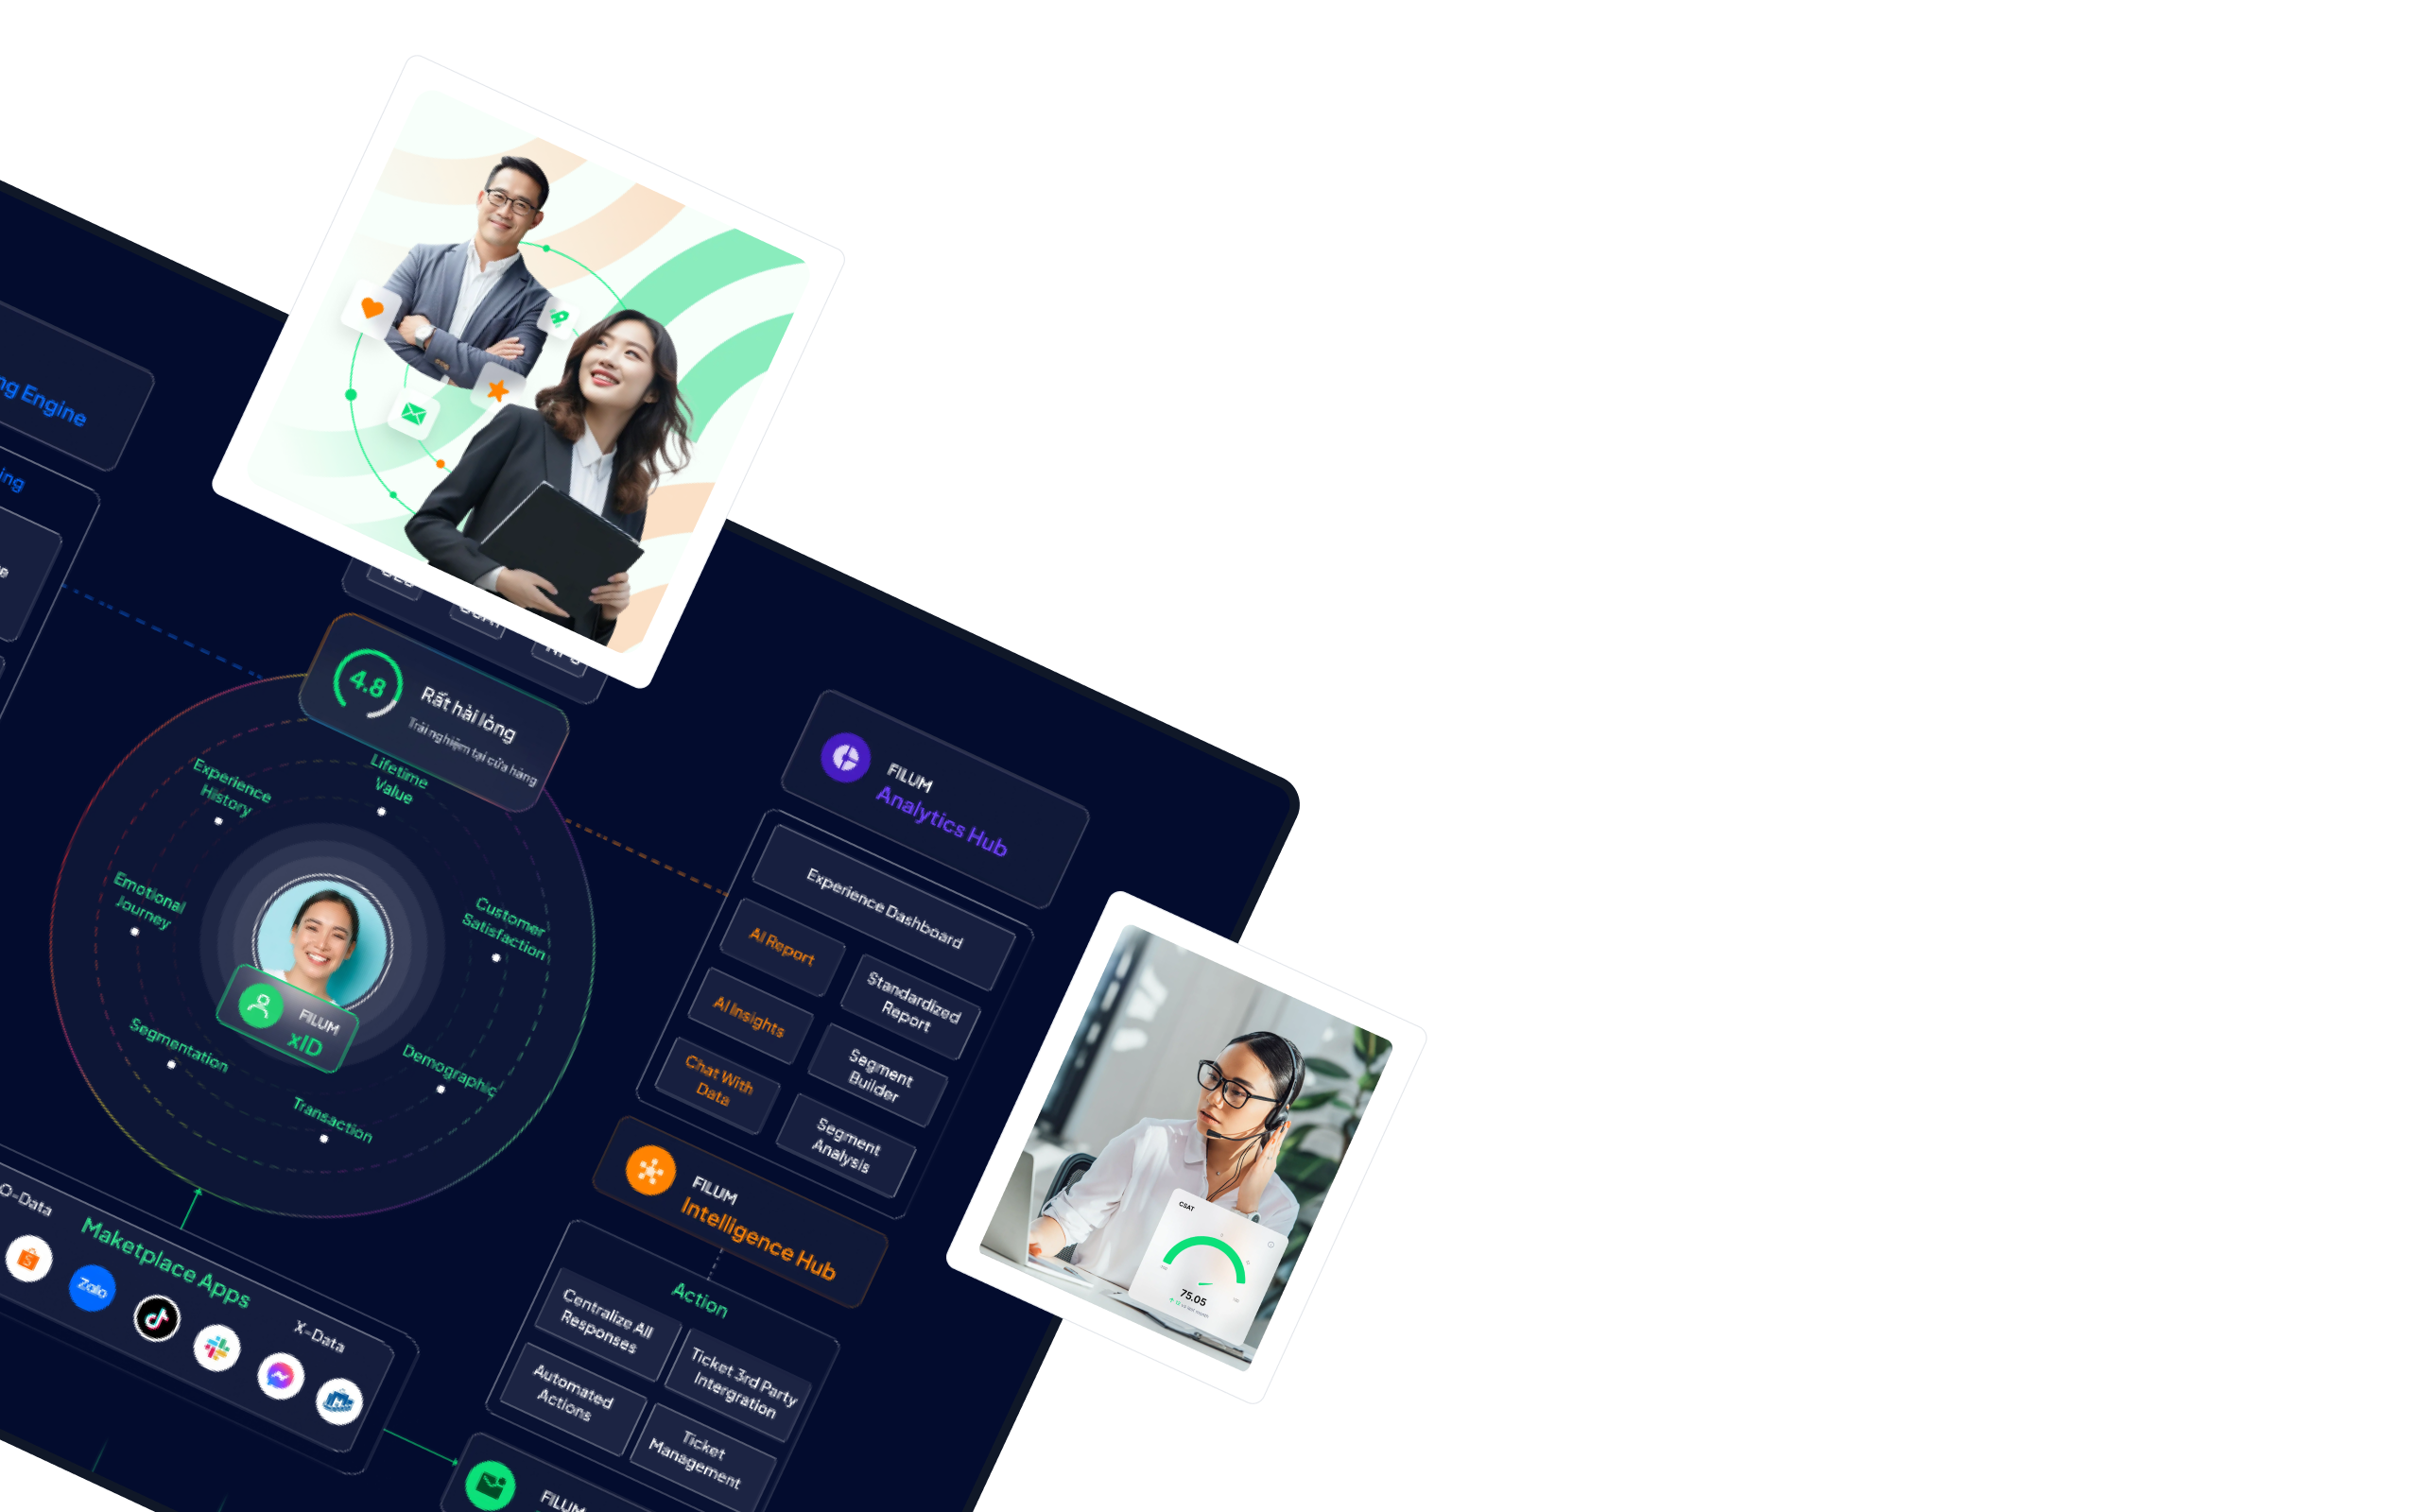 ng Engine
ing
4.8
Rất hài lòng
Trải nghiệm tại cửa hàng
Experience
History
Lifetime
Value
Emotional
Journey
Customer
Satisfaction
FILUM
xID
Segmentation
Demographic
Transaction
O-Data
Maketplace Apps
X-Data
Zalo
FILUM
Analytics Hub
Experience Dashboard
AI Report
Standardized
Report
AI Insights
Segment
Builder
Chat With
Data
Segment
Analysis
FILUM
Intelligence Hub
Action
Centralize All
Responses
Ticket 3rd Party
Intergration
Automated
Actions
Ticket
Management
FILUM
CSAT
75.05